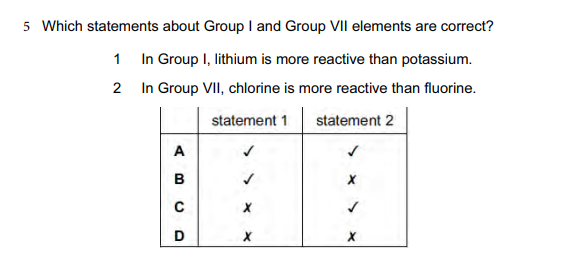 5 Which statements about Group I and Group VII elements are correct?
1 In Group I, lithium is more reactive than potassium.
2 In Group VII, chlorine is more reactive than fluorine.
statement 1 statement 2
A ✓ ✓
B ✓ ✗
C ✗ ✓
D ✗ ✗